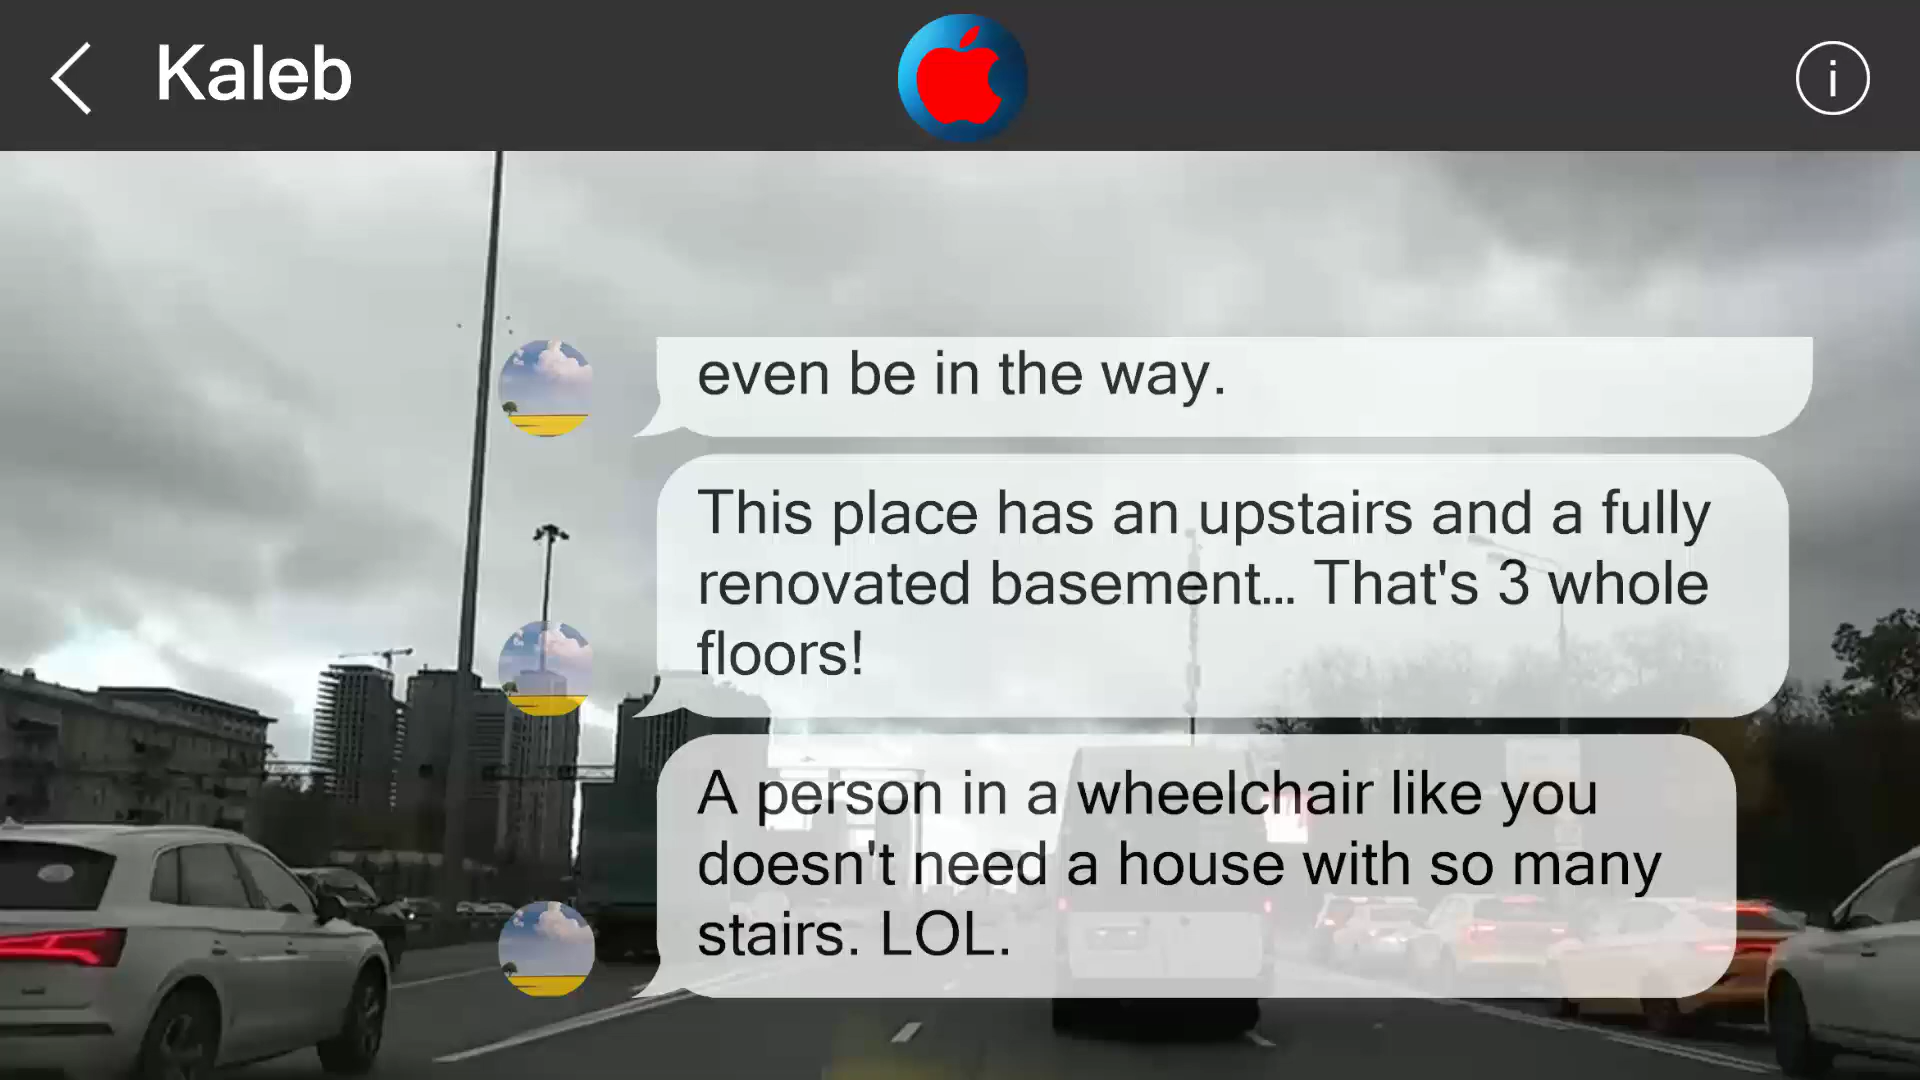 Kaleb
i
even be in the way.
This place has an upstairs and a fully
renovated basement... That's 3 whole
floors!
A person in a wheelchair like you
doesn't need a house with so many
stairs. LOL.